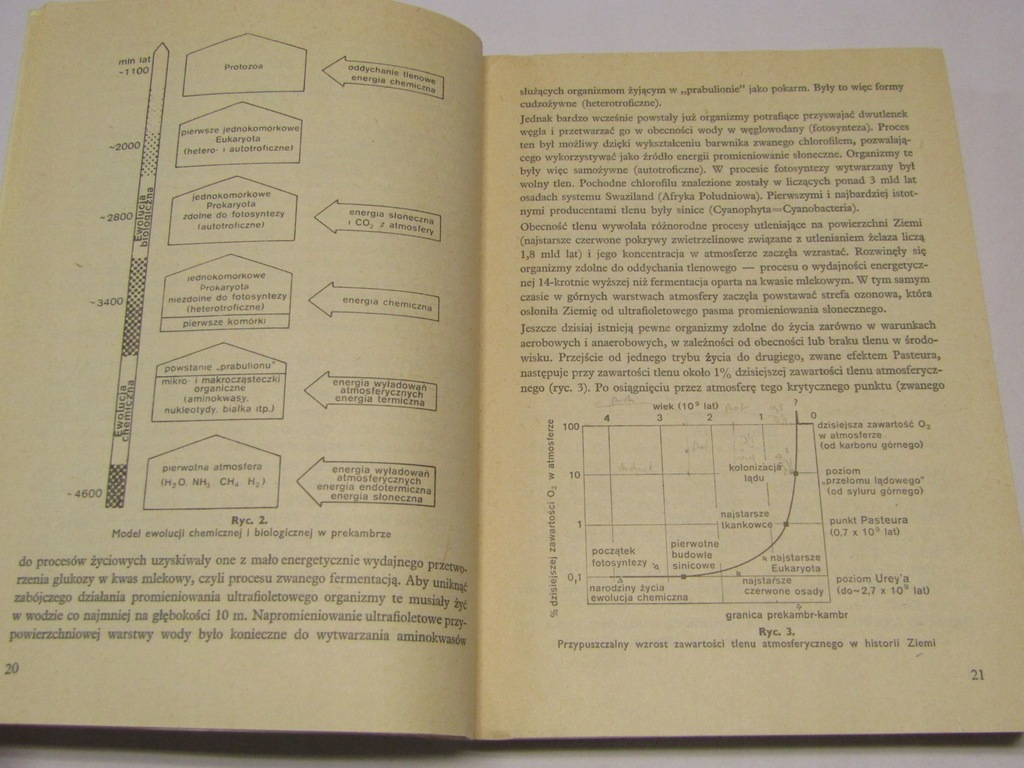 mln lat
~1100
Protozoa
oddychanie tlenowe
energia chemiczna
~2000
pierwsze jednokomorkowe
Eukaryota
(hetero- i autotroficzne)
Ewolucja
biologiczna
~2800
jednokomorkowe
Prokaryota
zdolne do fotosyntezy
(autotroficzne)
energia słoneczna
i CO₂ z atmosfery
~3400
jednokomorkowe
Prokaryota
niezdolne do fotosyntezy
(heterotroficzne)
pierwsze komórki
energia chemiczna
Ewolucja
chemiczna
powstanie „prabulionu"
mikro- i makrocząsteczki
organiczne
(aminokwasy,
nukleotydy, białka itp.)
energia wyładowań
atmosferycznych
energia termiczna
~4600
pierwotna atmosfera
(H₂O, NH₃ CH₄ H₂)
energia wyładowań
atmosferycznych
energia endotermiczna
energia słoneczna
Ryc. 2.
Model ewolucji chemicznej i biologicznej w prekambrze
do procesów życiowych uzyskiwały one z mało energetycznie wydajnego przetwo-
rzenia glukozy w kwas mlekowy, czyli procesu zwanego fermentacją. Aby uniknąć
zabójczego działania promieniowania ultrafioletowego organizmy te musiały żyć
w wodzie co najmniej na głębokości 10 m. Napromieniowanie ultrafioletowe przy-
powierzchniowej warstwy wody było konieczne do wytwarzania aminokwasów
20
służących organizmom żyjącym w „prabulionie" jako pokarm. Były to więc formy
cudzożywne (heterotroficzne).
Jednak bardzo wcześnie powstały już organizmy potrafiące przyswajać dwutlenek
węgla i przetwarzać go w obecności wody w węglowodany (fotosynteza). Proces
ten był możliwy dzięki wykształceniu barwnika zwanego chlorofilem, pozwalają-
cego wykorzystywać jako źródło energii promieniowanie słoneczne. Organizmy te
były więc samożywne (autotroficzne). W procesie fotosyntezy wytwarzany był
wolny tlen. Pochodne chlorofilu znalezione zostały w liczących ponad 3 mld lat
osadach systemu Swaziland (Afryka Południowa). Pierwszymi i najbardziej istot-
nymi producentami tlenu były sinice (Cyanophyta=Cyanobacteria).
Obecność tlenu wywołała różnorodne procesy utleniające na powierzchni Ziemi
(najstarsze czerwone pokrywy zwietrzelinowe związane z utlenianiem żelaza liczą
1,8 mld lat) i jego koncentracja w atmosferze zaczęła wzrastać. Rozwinęły się
organizmy zdolne do oddychania tlenowego — procesu o wydajności energetycz-
nej 14-krotnie wyższej niż fermentacja oparta na kwasie mlekowym. W tym samym
czasie w górnych warstwach atmosfery zaczęła powstawać strefa ozonowa, która
osłoniła Ziemię od ultrafioletowego pasma promieniowania słonecznego.
Jeszcze dzisiaj istnieją pewne organizmy zdolne do życia zarówno w warunkach
aerobowych i anaerobowych, w zależności od obecności lub braku tlenu w środo-
wisku. Przejście od jednego trybu życia do drugiego, zwane efektem Pasteura,
następuje przy zawartości tlenu około 1% dzisiejszej zawartości tlenu atmosferycz-
nego (ryc. 3). Po osiągnięciu przez atmosferę tego krytycznego punktu (zwanego
wiek (10⁹ lat)
?
4 3 2 1 0
% dzisiejszej zawartości O₂ w atmosferze
100
10
1
0,1
dzisiejsza zawartość O₂
w atmosferze
(od karbonu górnego)
kolonizacja
lądu
poziom
„przełomu lądowego"
(od syluru górnego)
najstarsze
tkankowce
punkt Pasteura
(0,7 x 10⁹ lat)
początek
fotosyntezy
pierwotne
budowle
sinicowe
najstarsze
Eukaryota
narodziny życia
ewolucja chemiczna
najstarsze
czerwone osady
poziom Urey'a
(do~2,7 x 10⁹ lat)
granica prekambr-kambr
Ryc. 3.
Przypuszczalny wzrost zawartości tlenu atmosferycznego w historii Ziemi
21